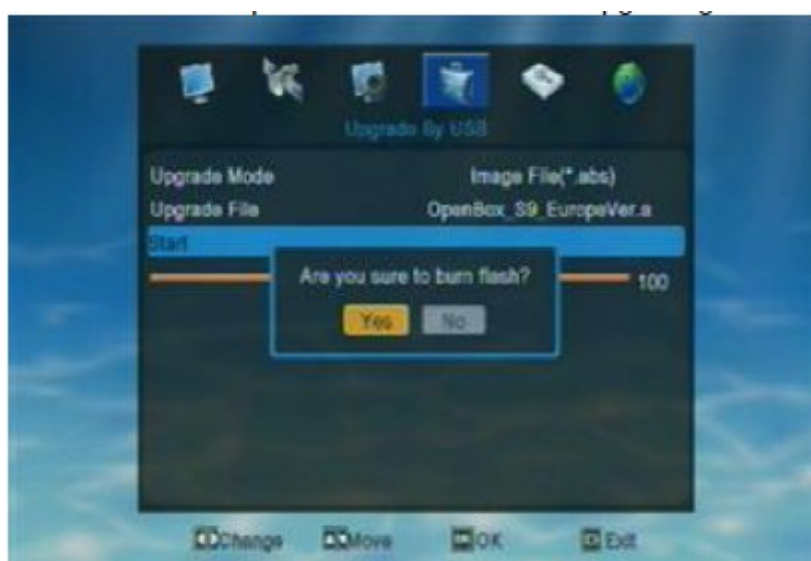 Upgrade By USB
Upgrade Mode Image File(*.abs)
Upgrade File OpenBox_S9_EuropeVer.a
Start
Are you sure to burn flash?
100
Yes No
Change Move OK Exit